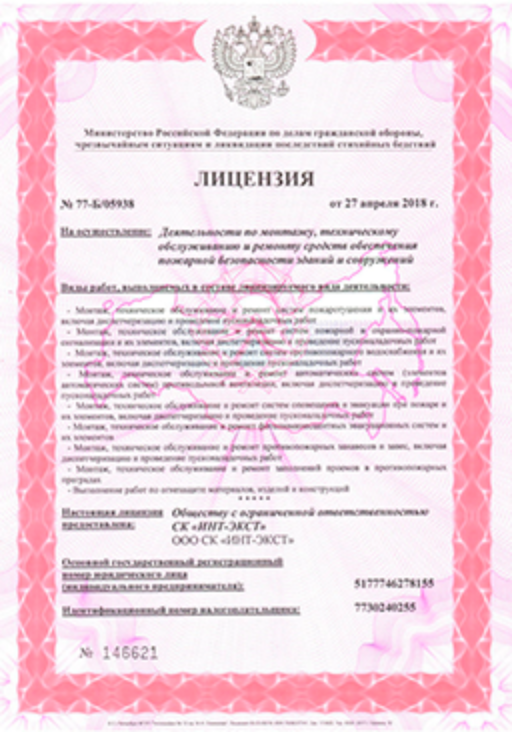 Министерство Российской Федерации по делам гражданской обороны,
чрезвычайным ситуациям и ликвидации последствий стихийных бедствий
ЛИЦЕНЗИЯ
№ 77-Б/05938 от 27 апреля 2018 г.
На осуществление: Деятельности по монтажу, техническому
обслуживанию и ремонту средств обеспечения
пожарной безопасности зданий и сооружений
Виды работ, выполняемых в составе лицензируемого вида деятельности:
- Монтаж, техническое обслуживание и ремонт систем пожаротушения и их элементов,
включая диспетчеризацию и проведение пусконаладочных работ
- Монтаж, техническое обслуживание и ремонт систем пожарной и охранно-пожарной
сигнализации и их элементов, включая диспетчеризацию и проведение пусконаладочных работ
- Монтаж, техническое обслуживание и ремонт систем противопожарного водоснабжения и их
элементов, включая диспетчеризацию и проведение пусконаладочных работ
- Монтаж, техническое обслуживание и ремонт автоматических систем (элементов
автоматических систем) противодымной вентиляции, включая диспетчеризацию и проведение
пусконаладочных работ
- Монтаж, техническое обслуживание и ремонт систем оповещения и эвакуации при пожаре и
их элементов, включая диспетчеризацию и проведение пусконаладочных работ
- Монтаж, техническое обслуживание и ремонт фотолюминесцентных эвакуационных систем и
их элементов
- Монтаж, техническое обслуживание и ремонт противопожарных занавесов и завес, включая
диспетчеризацию и проведение пусконаладочных работ
- Монтаж, техническое обслуживание и ремонт заполнений проемов в противопожарных
преградах
- Выполнение работ по огнезащите материалов, изделий и конструкций
* * * * *
Настоящая лицензия Обществу с ограниченной ответственностью
предоставлена: СК «ИНТ-ЭКСТ»
ООО СК «ИНТ-ЭКСТ»
Основной государственный регистрационный
номер юридического лица
(индивидуального предпринимателя): 5177746278155
Идентификационный номер налогоплательщика: 7730240255
№ 146621